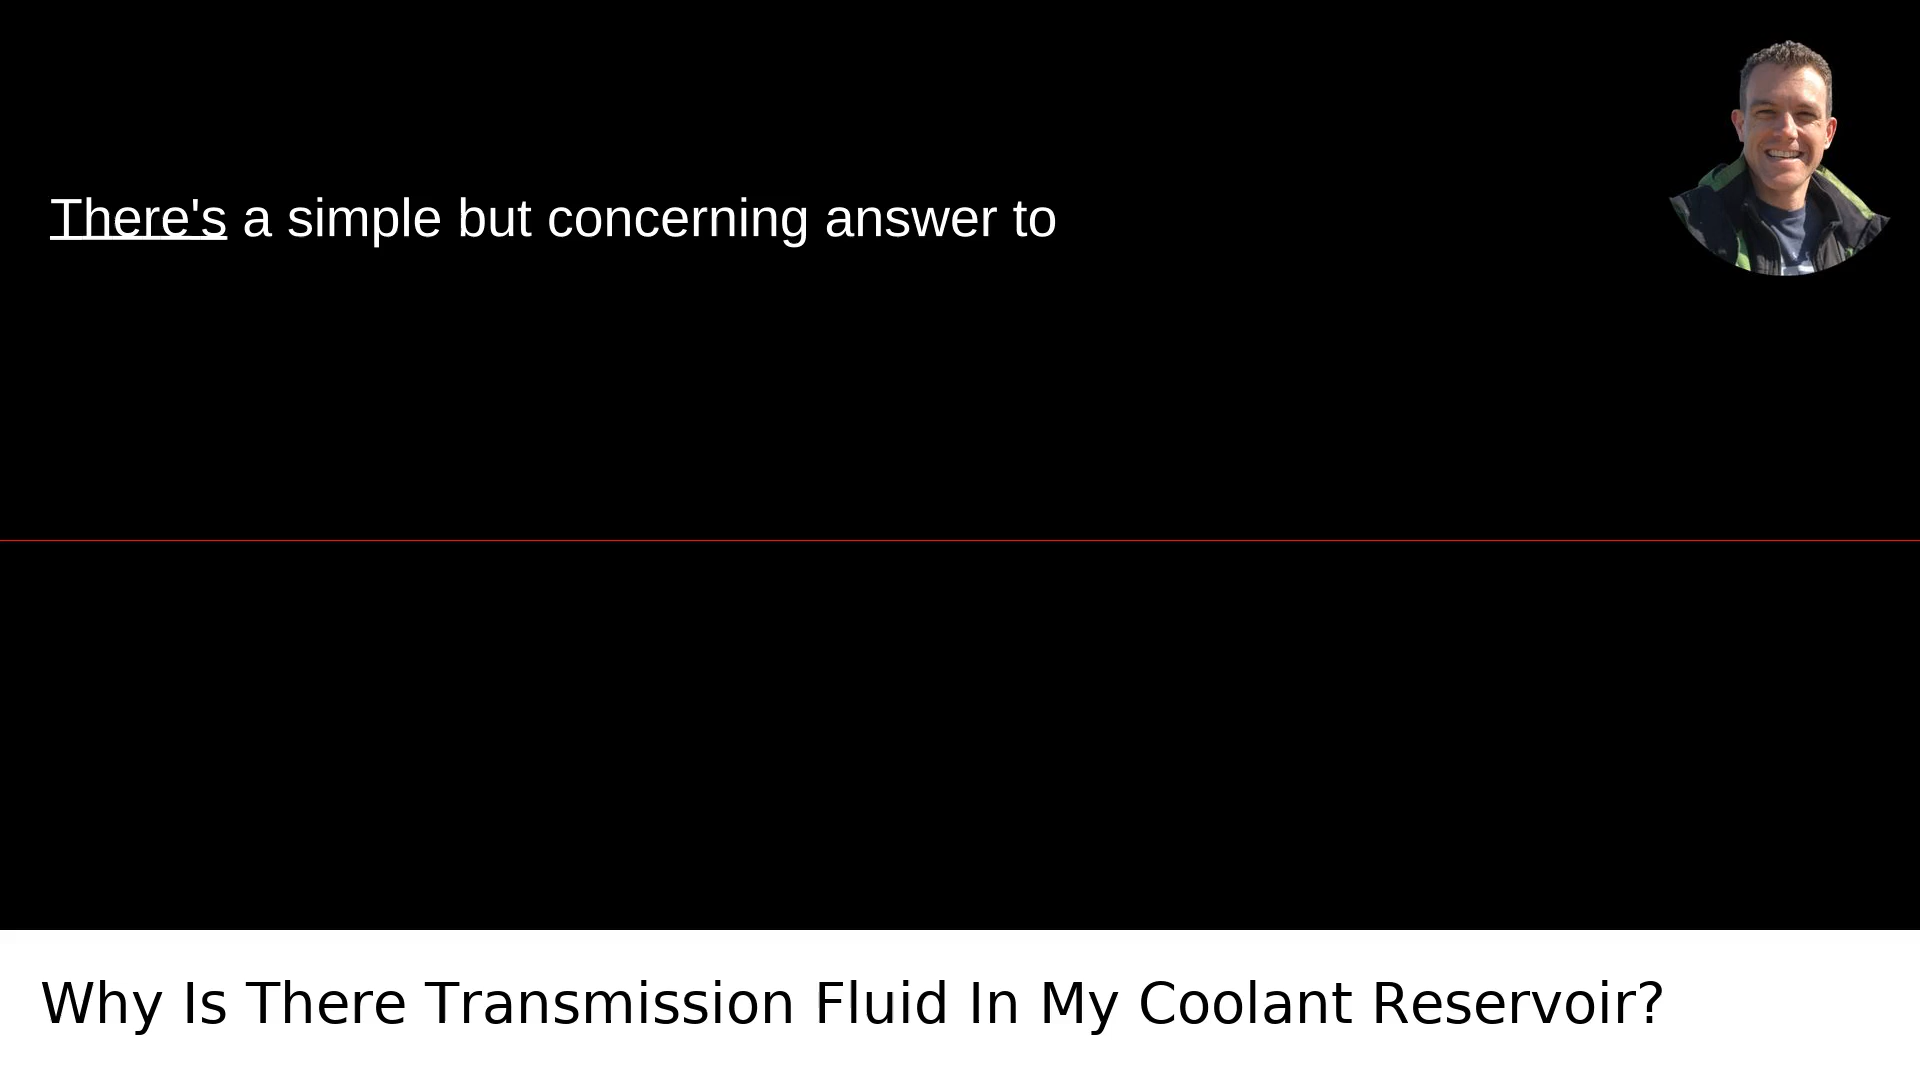 There's a simple but concerning answer to
Why Is There Transmission Fluid In My Coolant Reservoir?